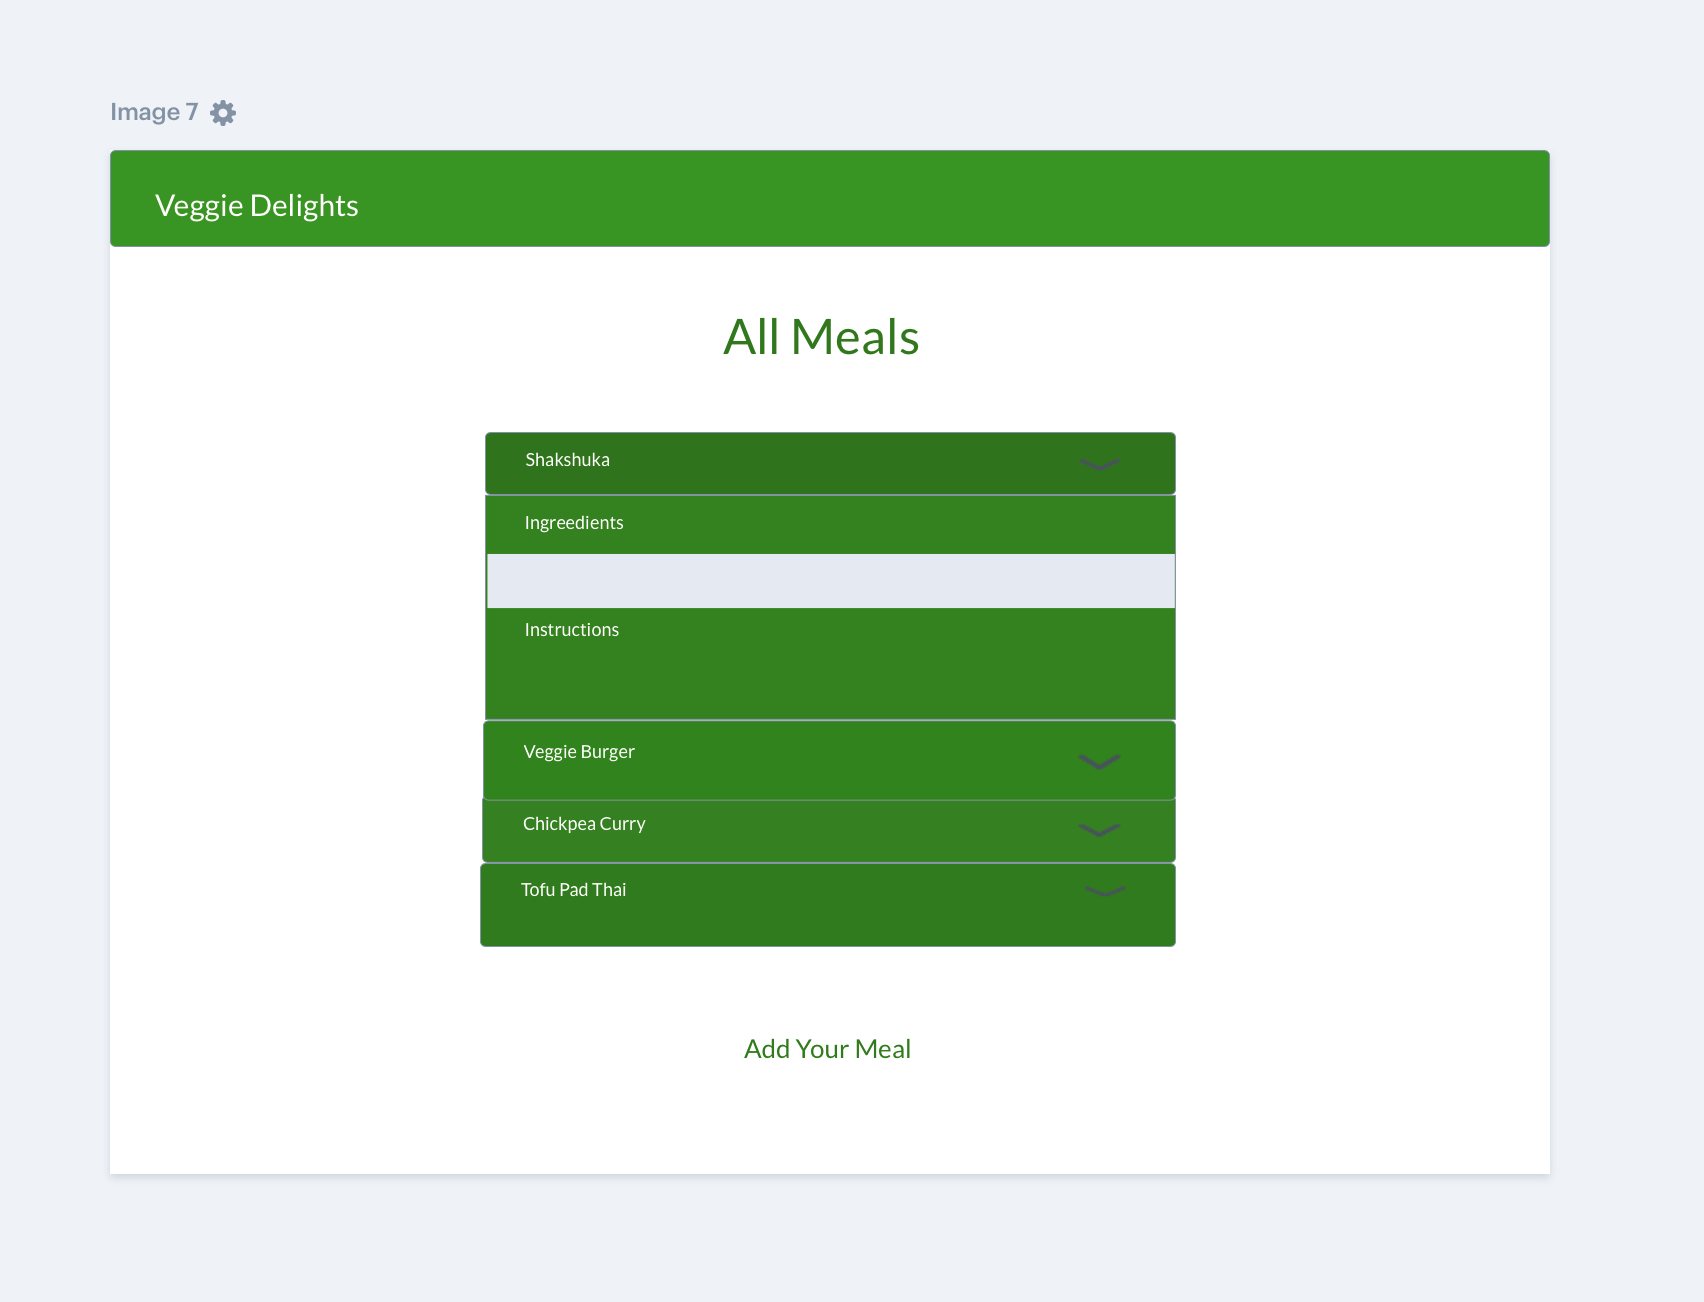 Image 7
Veggie Delights
All Meals
Shakshuka
Ingreedients
Instructions
Veggie Burger
Chickpea Curry
Tofu Pad Thai
Add Your Meal